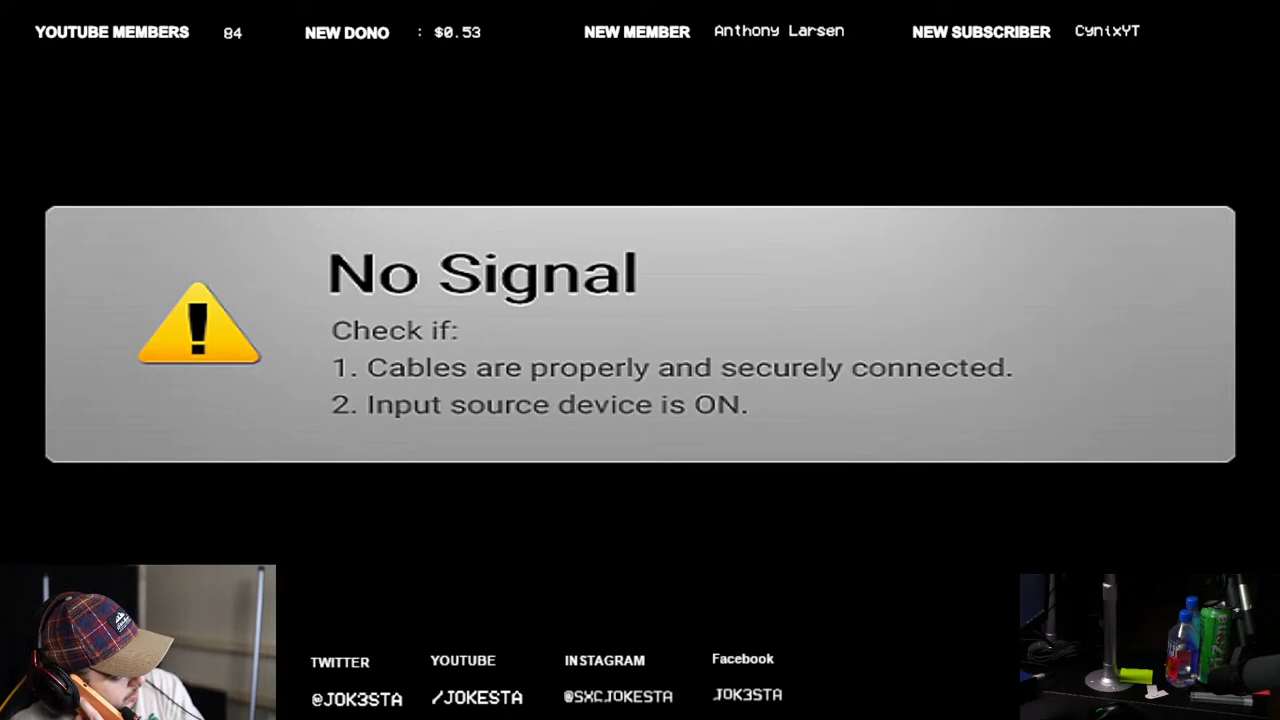 YOUTUBE MEMBERS 84 NEW DONO : $0.53 NEW MEMBER Anthony Larsen NEW SUBSCRIBER CynixYT
No Signal
Check if:
1. Cables are properly and securely connected.
2. Input source device is ON.
TWITTER YOUTUBE INSTAGRAM Facebook
@JOK3STA /JOKESTA @SXCJOKESTA JOK3STA